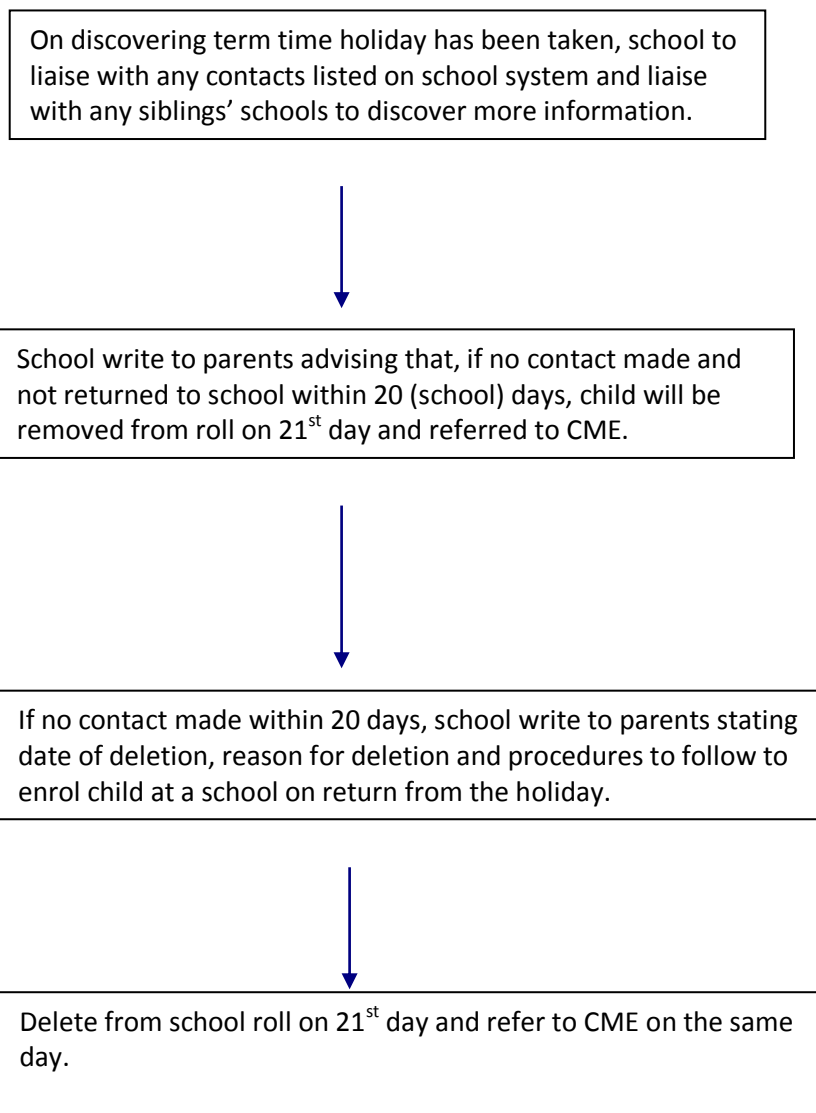 On discovering term time holiday has been taken, school to
liaise with any contacts listed on school system and liaise
with any siblings’ schools to discover more information.
School write to parents advising that, if no contact made and
not returned to school within 20 (school) days, child will be
removed from roll on 21st day and referred to CME.
If no contact made within 20 days, school write to parents stating
date of deletion, reason for deletion and procedures to follow to
enrol child at a school on return from the holiday.
Delete from school roll on 21st day and refer to CME on the same
day.